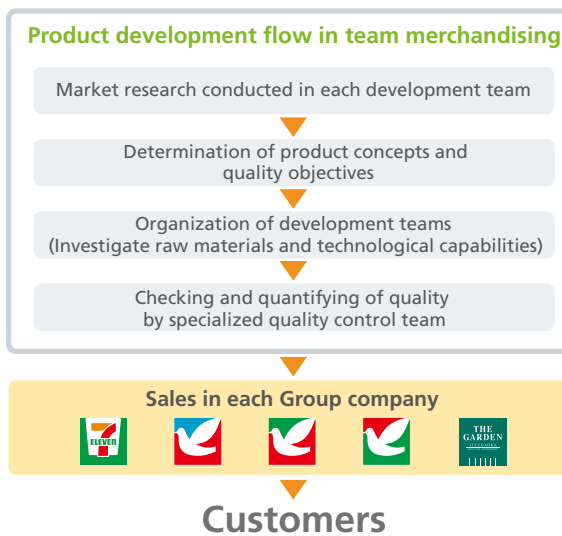 Product development flow in team merchandising
Market research conducted in each development team
Determination of product concepts and
quality objectives
Organization of development teams
(Investigate raw materials and technological capabilities)
Checking and quantifying of quality
by specialized quality control team
Sales in each Group company
7
ELEVEN
THE
GARDEN
JIYUGAOKA
Customers